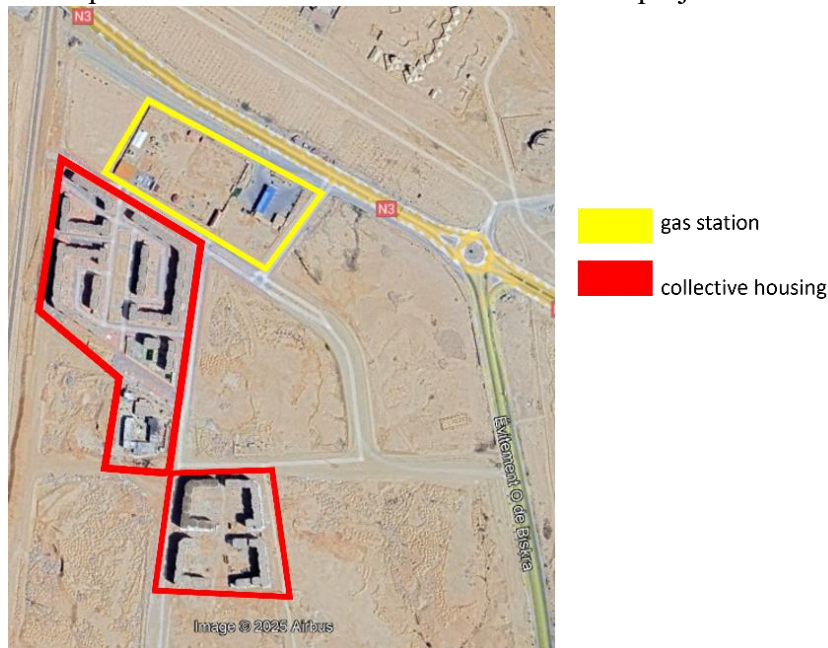 N3
N3
gas station
collective housing
Évitement O de Biskra
Image © 2025 Airbus